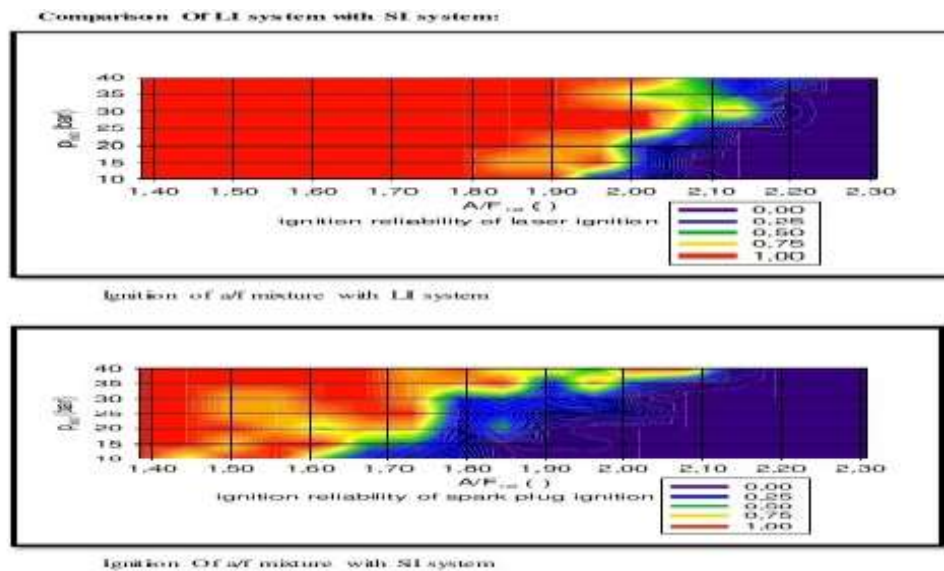 Comparison Of LI system with SI system:
40
35
30
25
20
15
10
(bar)
1,40 1,50 1,60 1,70 1,80 1,90 2,00 2,10 2,20 2,30
A/F ( )
ignition reliability of laser ignition
0,00
0,25
0,50
0,75
1,00
Ignition of a/f mixture with LI system
40
35
30
25
20
15
10
(bar)
1,40 1,50 1,60 1,70 1,80 1,90 2,00 2,10 2,20 2,30
A/F ( )
ignition reliability of spark plug ignition
0,00
0,25
0,50
0,75
1,00
Ignition Of a/f mixture with SI system